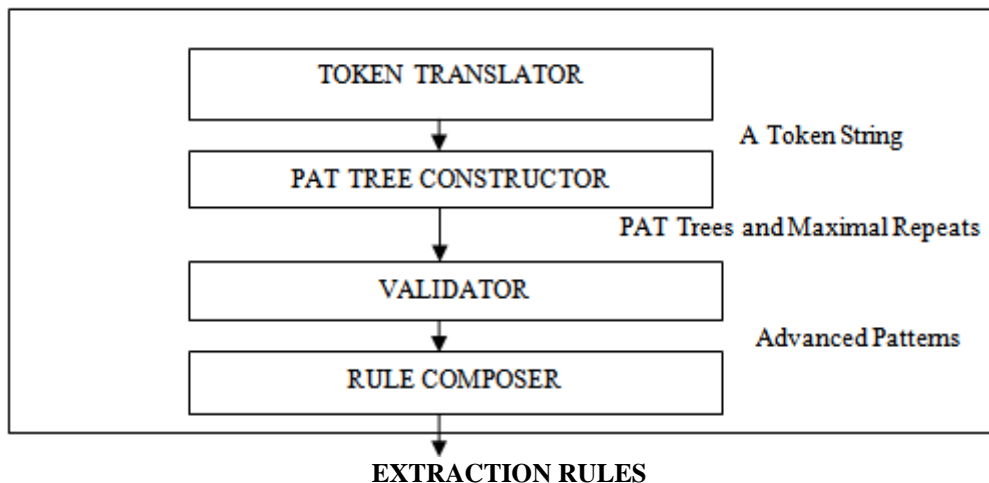 TOKEN TRANSLATOR
A Token String
PAT TREE CONSTRUCTOR
PAT Trees and Maximal Repeats
VALIDATOR
Advanced Patterns
RULE COMPOSER
EXTRACTION RULES